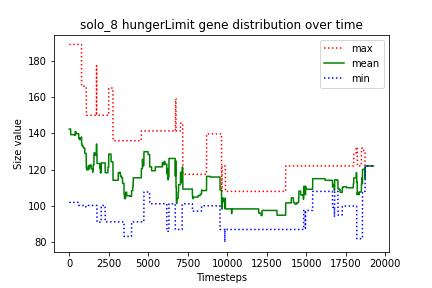 solo_8 hungerLimit gene distribution over time
max
mean
min
Size value
180
160
140
120
100
80
0 2500 5000 7500 10000 12500 15000 17500 20000
Timesteps